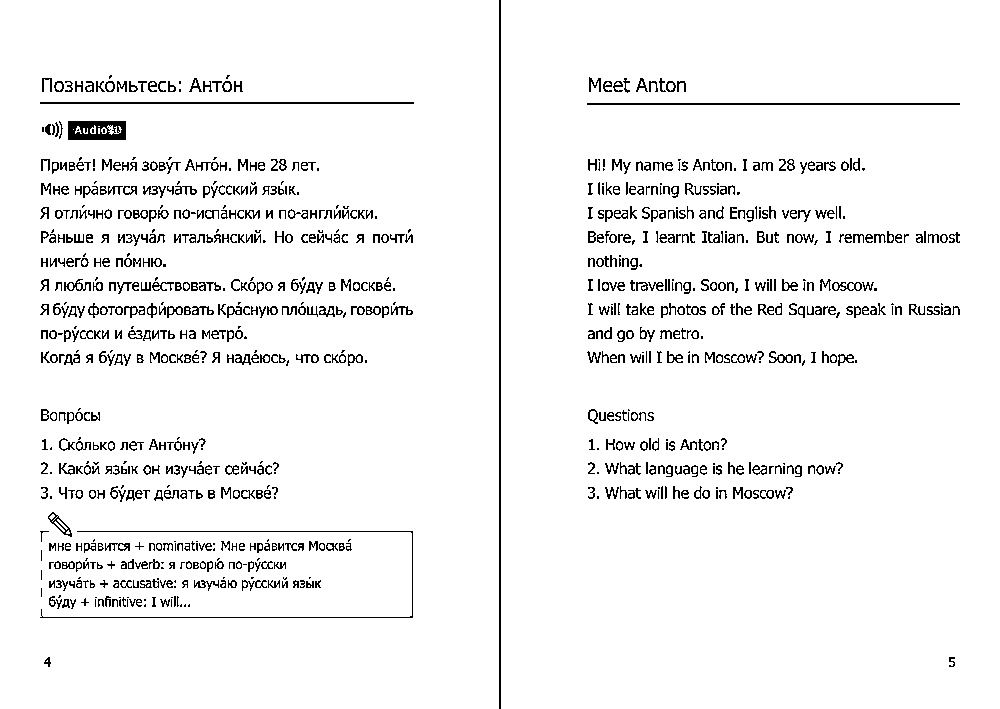 Познако́мьтесь: Анто́н
Audio
Приве́т! Меня́ зову́т Анто́н. Мне 28 лет.
Мне нра́вится изуча́ть ру́сский язы́к.
Я отли́чно говорю́ по-испа́нски и по-англи́йски.
Ра́ньше я изуча́л италья́нский. Но сейча́с я почти́
ничего́ не по́мню.
Я люблю́ путеше́ствовать. Ско́ро я бу́ду в Москве́.
Я бу́ду фотографи́ровать Кра́сную пло́щадь, говори́ть
по-ру́сски и е́здить на метро́.
Когда́ я бу́ду в Москве́? Я наде́юсь, что ско́ро.
Вопро́сы
1. Ско́лько лет Анто́ну?
2. Како́й язы́к он изуча́ет сейча́с?
3. Что он бу́дет де́лать в Москве́?
мне нра́вится + nominative: Мне нра́вится Москва́
говори́ть + adverb: я говорю́ по-ру́сски
изуча́ть + accusative: я изуча́ю ру́сский язы́к
бу́ду + infinitive: I will...
4
Meet Anton
Hi! My name is Anton. I am 28 years old.
I like learning Russian.
I speak Spanish and English very well.
Before, I learnt Italian. But now, I remember almost
nothing.
I love travelling. Soon, I will be in Moscow.
I will take photos of the Red Square, speak in Russian
and go by metro.
When will I be in Moscow? Soon, I hope.
Questions
1. How old is Anton?
2. What language is he learning now?
3. What will he do in Moscow?
5